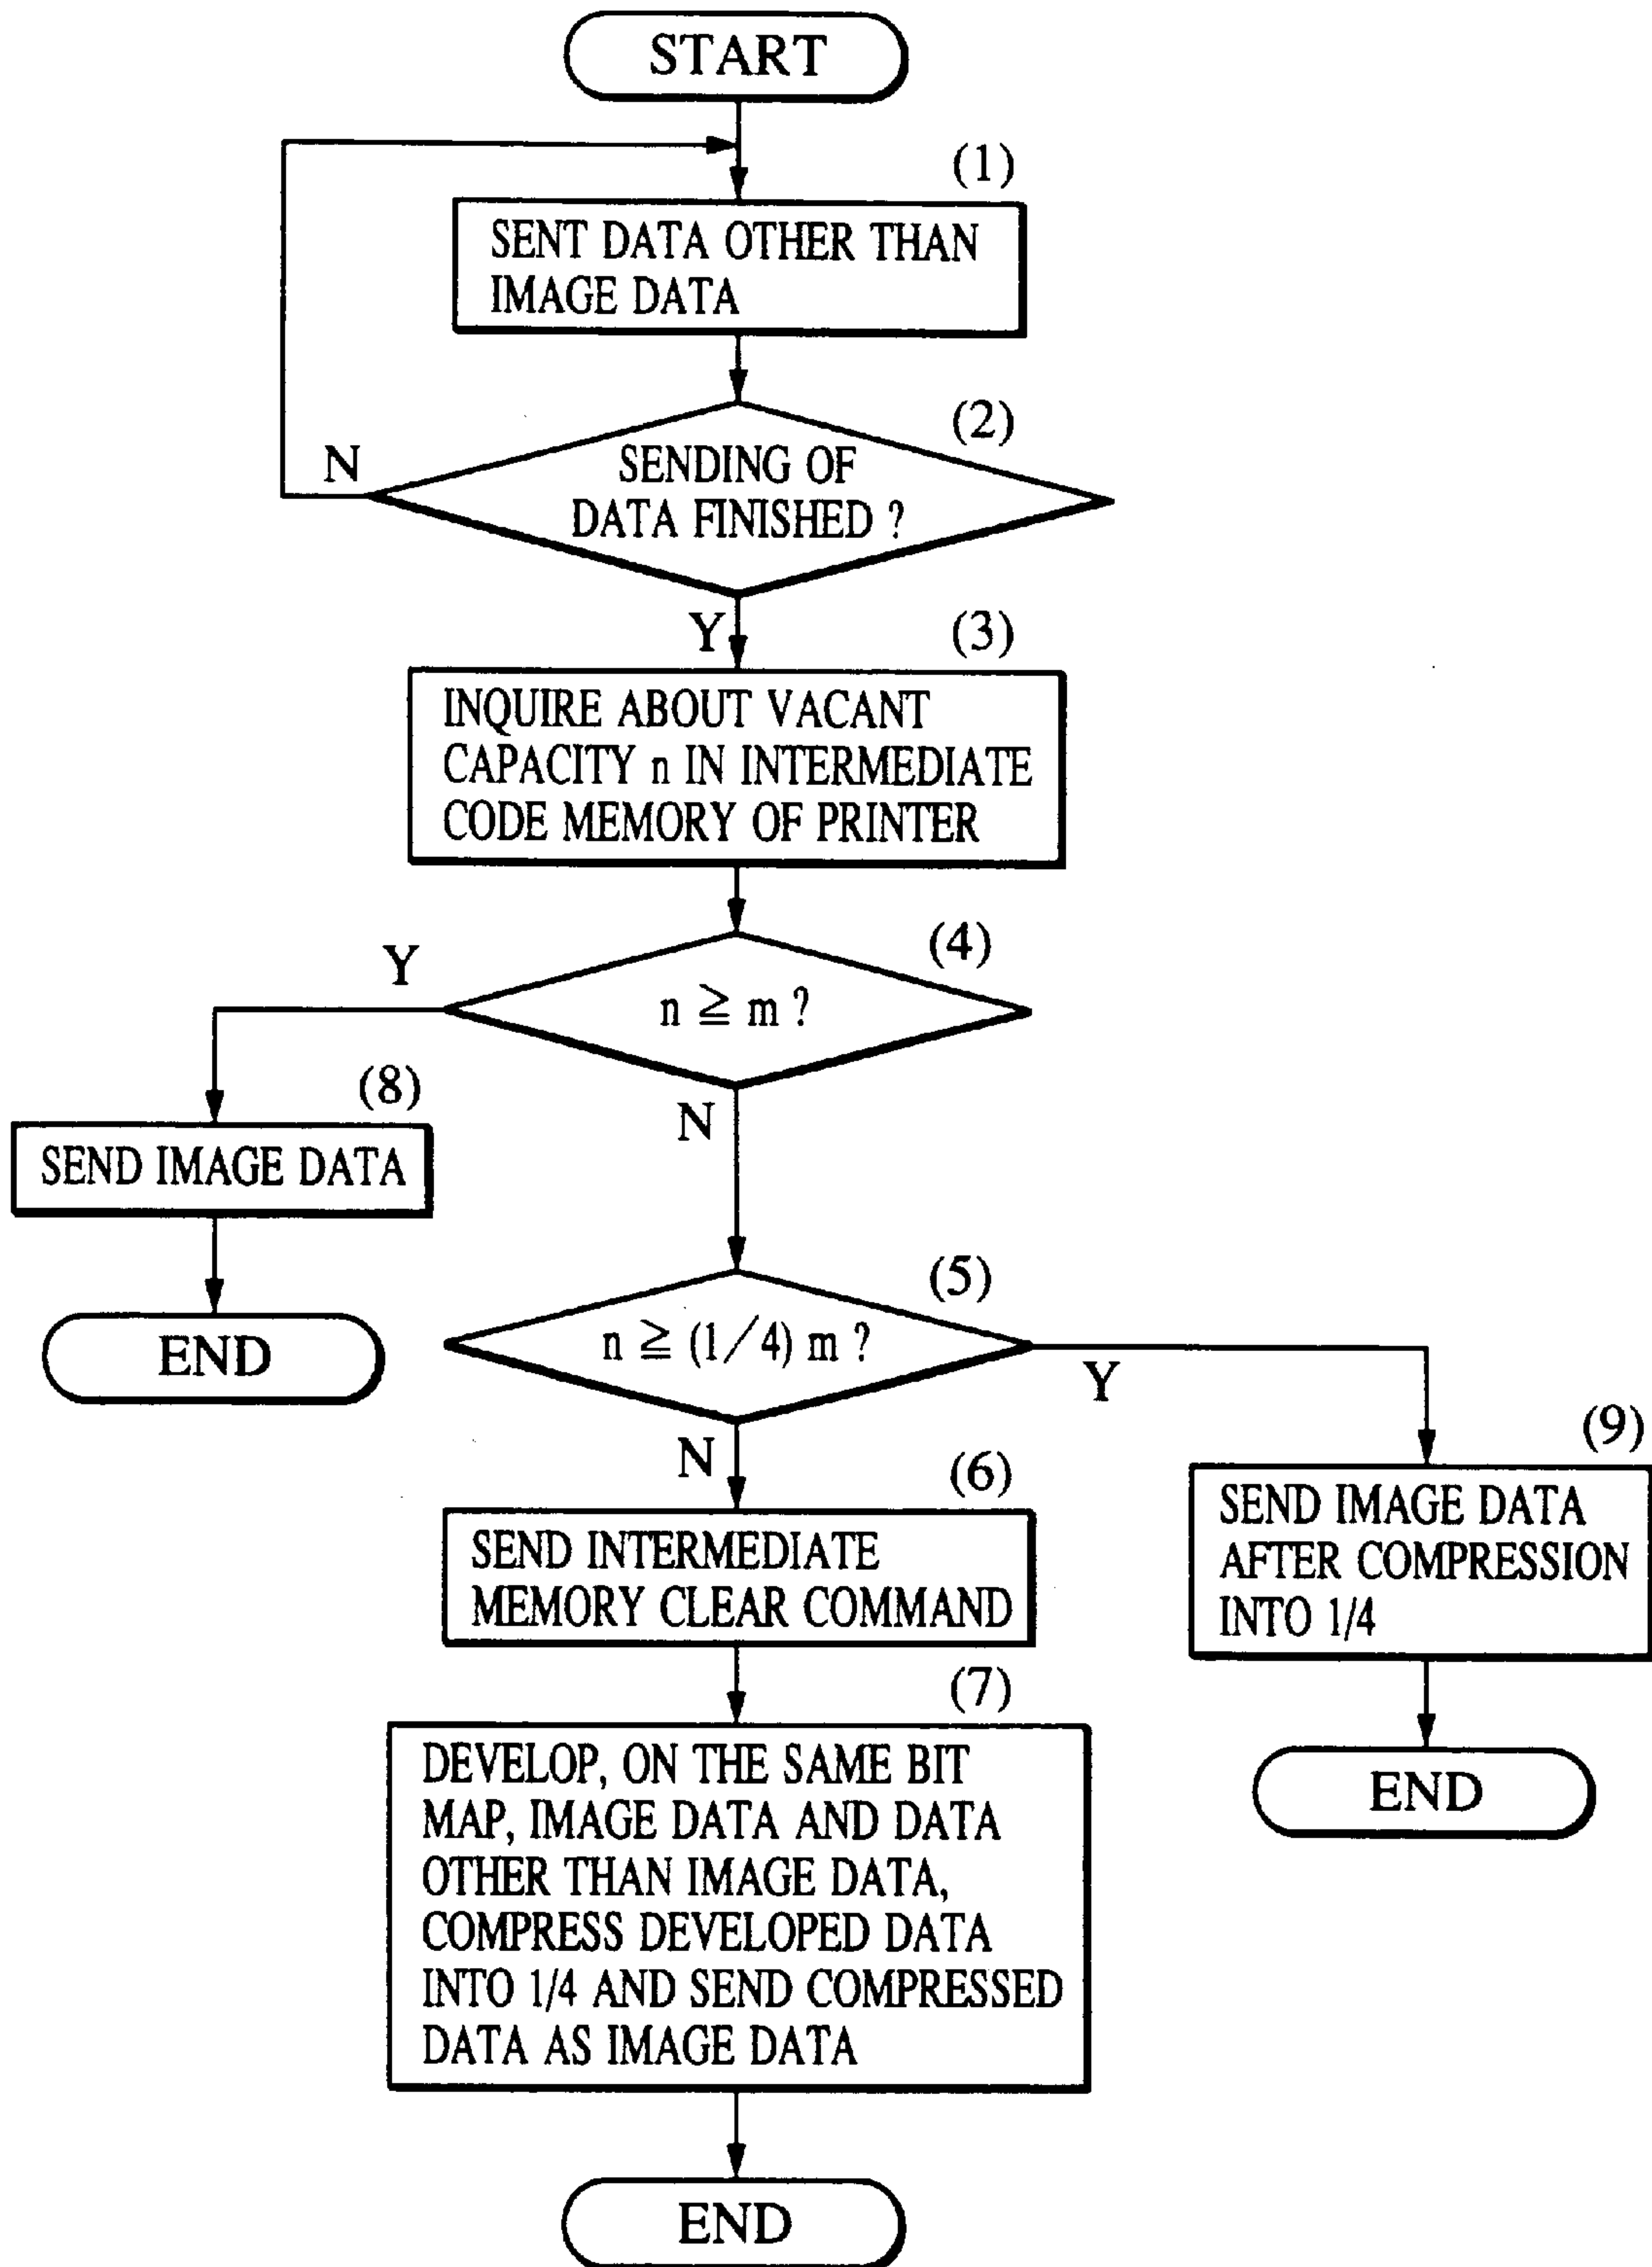 START
(1)
SENT DATA OTHER THAN
IMAGE DATA
(2)
SENDING OF
DATA FINISHED ?
N
Y
(3)
INQUIRE ABOUT VACANT
CAPACITY n IN INTERMEDIATE
CODE MEMORY OF PRINTER
(4)
n ≧ m ?
Y
N
(8)
SEND IMAGE DATA
END
(5)
n ≧ (1/4) m ?
Y
N
(9)
SEND IMAGE DATA
AFTER COMPRESSION
INTO 1/4
END
(6)
SEND INTERMEDIATE
MEMORY CLEAR COMMAND
(7)
DEVELOP, ON THE SAME BIT
MAP, IMAGE DATA AND DATA
OTHER THAN IMAGE DATA,
COMPRESS DEVELOPED DATA
INTO 1/4 AND SEND COMPRESSED
DATA AS IMAGE DATA
END